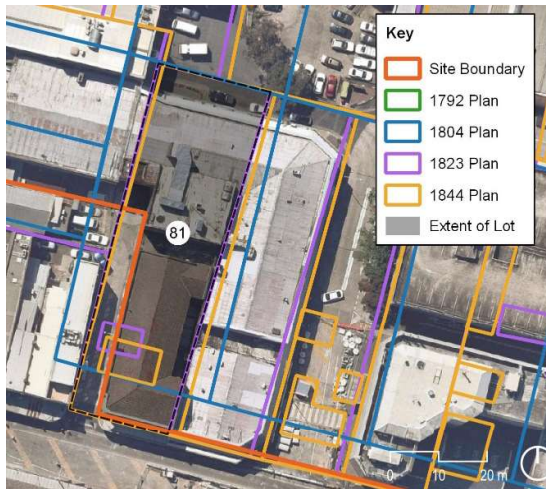 Key
Site Boundary
1792 Plan
1804 Plan
1823 Plan
1844 Plan
Extent of Lot
81
0 10 20 m